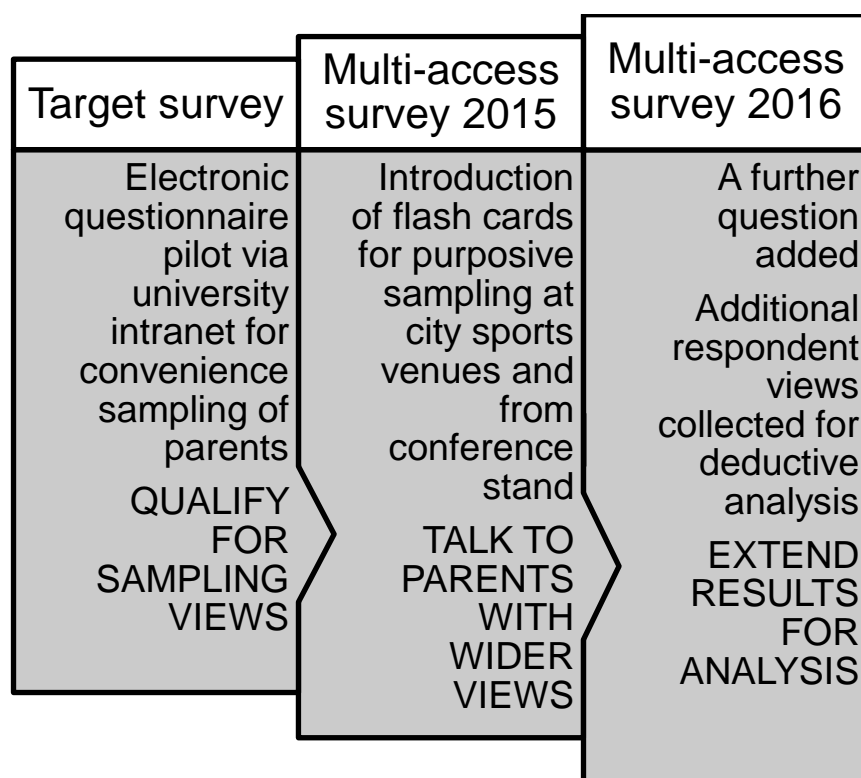 Target survey
Electronic
questionnaire
pilot via
university
intranet for
convenience
sampling of
parents
QUALIFY
FOR
SAMPLING
VIEWS
Multi-access
survey 2015
Introduction
of flash cards
for purposive
sampling at
city sports
venues and
from
conference
stand
TALK TO
PARENTS
WITH
WIDER
VIEWS
Multi-access
survey 2016
A further
question
added
Additional
respondent
views
collected for
deductive
analysis
EXTEND
RESULTS
FOR
ANALYSIS